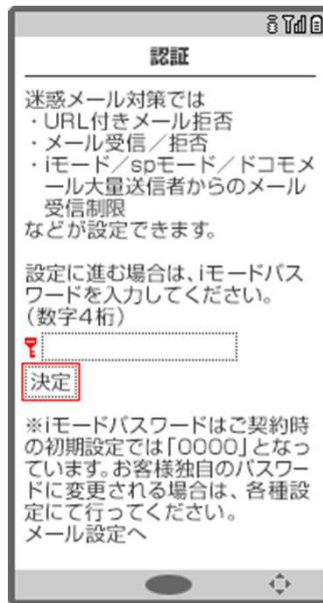 認証
迷惑メール対策では
・URL付きメール拒否
・メール受信／拒否
・iモード／spモード／ドコモメ
ール大量送信者からのメール
受信制限
などが設定できます。
設定に進む場合は、iモードパス
ワードを入力してください。
(数字4桁)
決定
※iモードパスワードはご契約時
の初期設定では「0000」となっ
ています。お客様独自のパスワー
ドに変更される場合は、各種設
定にて行ってください。
メール設定へ